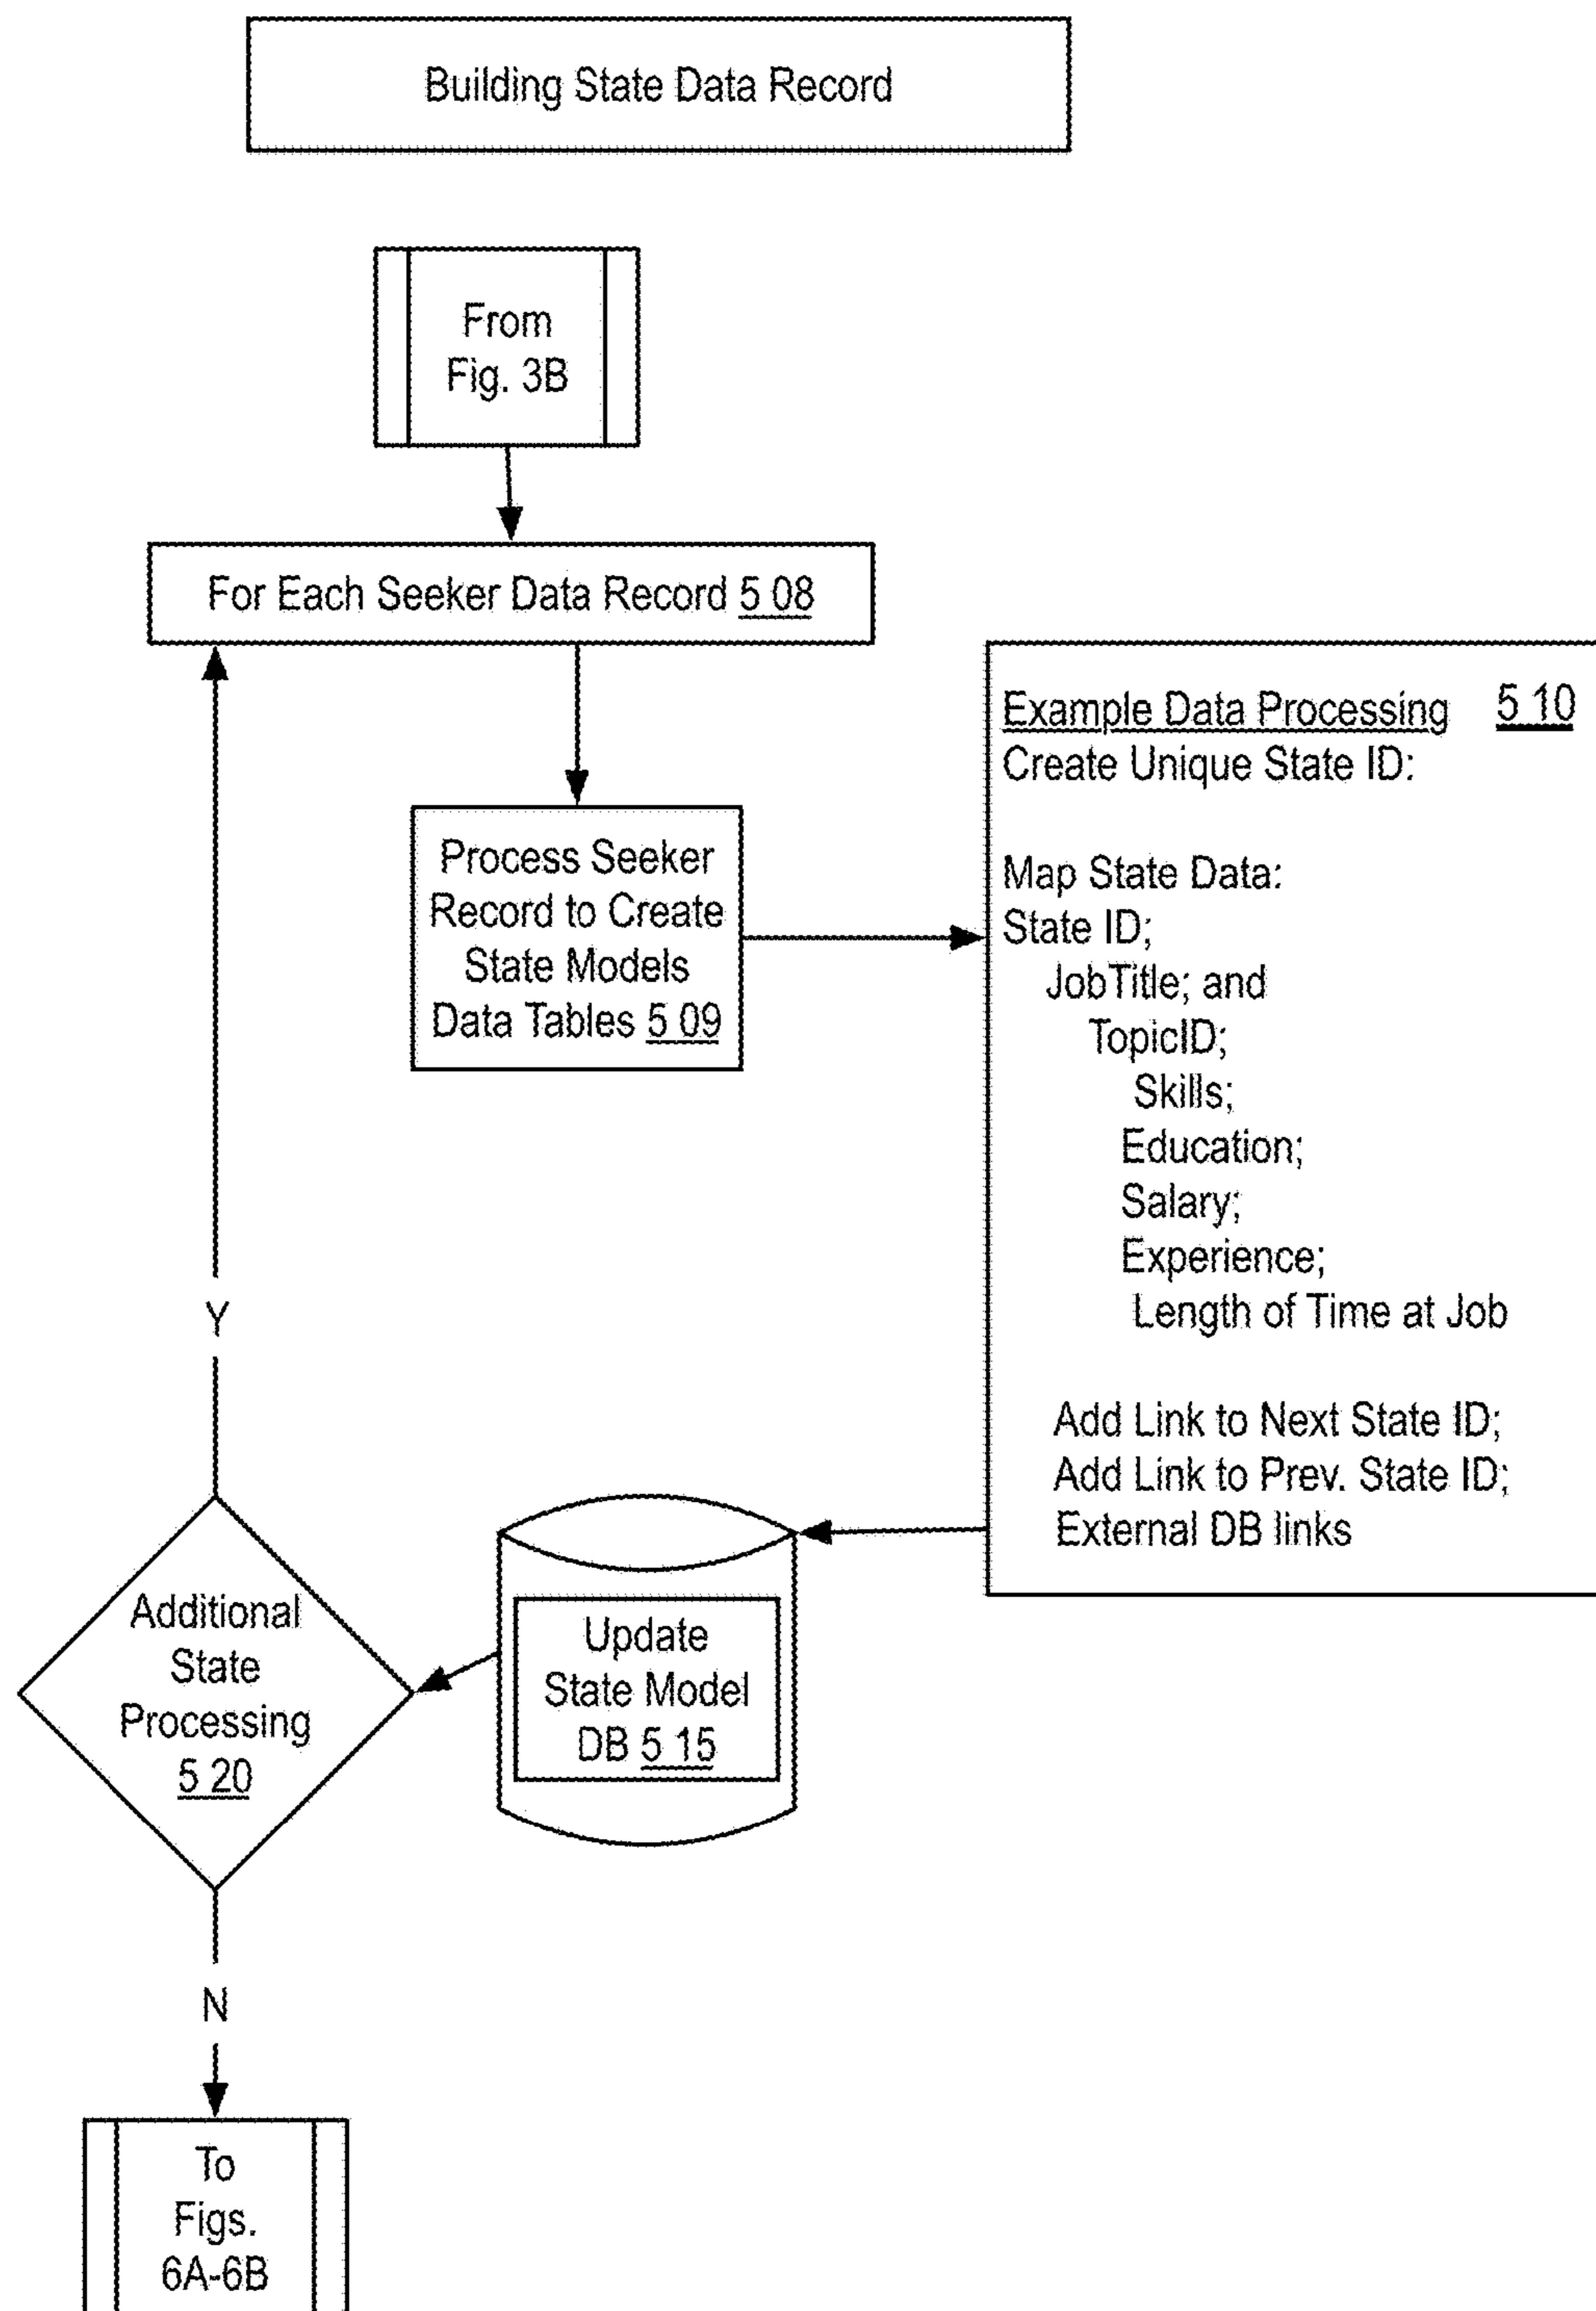 Building State Data Record
From
Fig. 3B
For Each Seeker Data Record 5 08
Process Seeker
Record to Create
State Models
Data Tables 5 09
Example Data Processing 5 10
Create Unique State ID:
Map State Data:
State ID;
JobTitle; and
TopicID;
Skills;
Education;
Salary;
Experience;
Length of Time at Job
Add Link to Next State ID;
Add Link to Prev. State ID;
External DB links
Update
State Model
DB 5 15
Additional
State
Processing
5 20
Y
N
To
Figs.
6A-6B